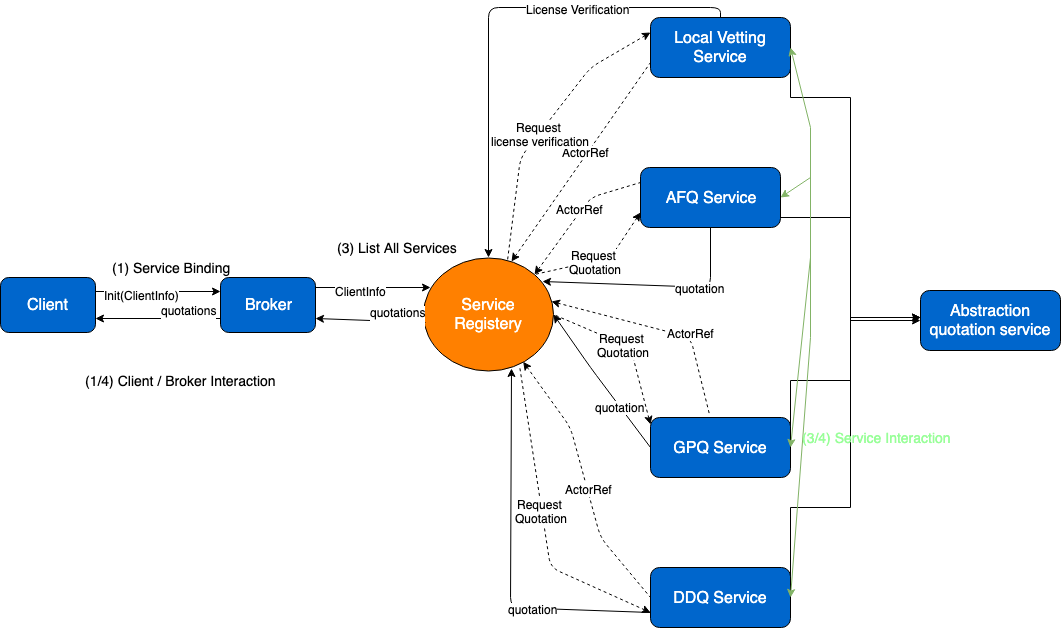 License Verification
Local Vetting
Service
Request
license verification
ActorRef
AFQ Service
ActorRef
(3) List All Services
Request
Quotation
(1) Service Binding
Client
Init(ClientInfo)
quotations
Broker
ClientInfo
quotations
Service
Registery
quotation
Abstraction
quotation service
Request
Quotation
ActorRef
(1/4) Client / Broker Interaction
quotation
GPQ Service
(3/4) Service Interaction
ActorRef
Request
Quotation
DDQ Service
quotation